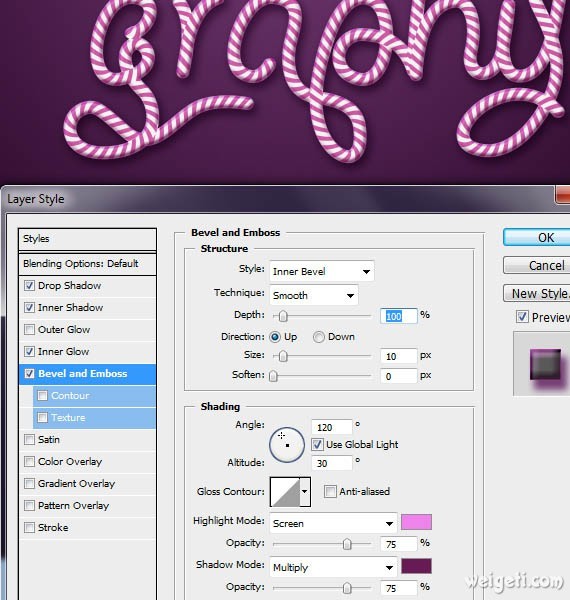 graphy
Layer Style
Styles
Blending Options: Default
Drop Shadow
Inner Shadow
Outer Glow
Inner Glow
Bevel and Emboss
Contour
Texture
Satin
Color Overlay
Gradient Overlay
Pattern Overlay
Stroke
Bevel and Emboss
Structure
Style: Inner Bevel
Technique: Smooth
Depth: 100 %
Direction: Up Down
Size: 10 px
Soften: 0 px
Shading
Angle: 120 °
Use Global Light
Altitude: 30 °
Gloss Contour: Anti-aliased
Highlight Mode: Screen
Opacity: 75 %
Shadow Mode: Multiply
Opacity: 75 %
OK
Cancel
New Style.
Preview
weigeti.com